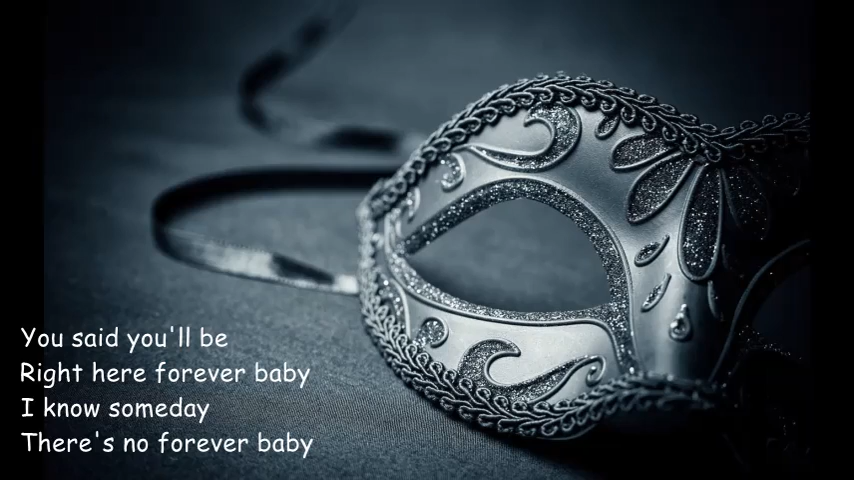 You said you'll be
Right here forever baby
I know someday
There's no forever baby